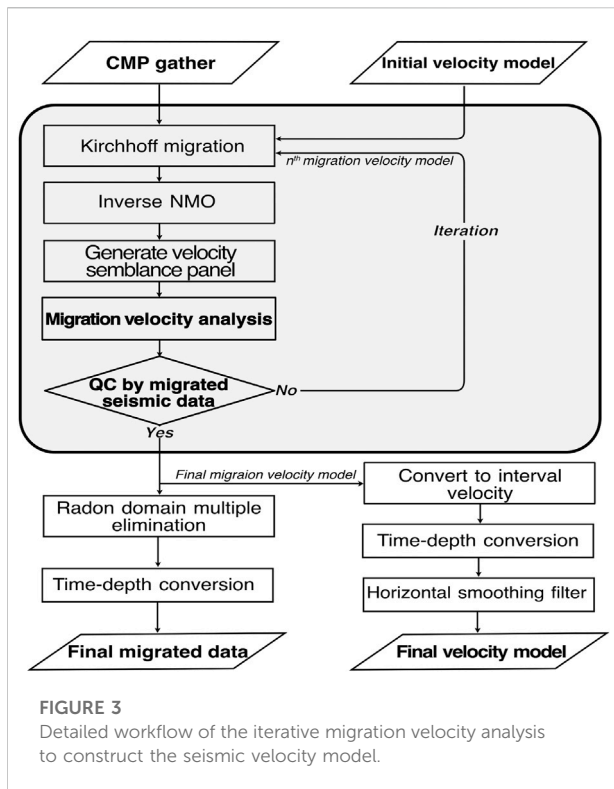 CMP gather
Initial velocity model
Kirchhoff migration
nth migration velocity model
Inverse NMO
Iteration
Generate velocity
semblance panel
Migration velocity analysis
QC by migrated
seismic data
No
Yes
Final migraion velocity model
Radon domain multiple
elimination
Convert to interval
velocity
Time-depth conversion
Time-depth conversion
Horizontal smoothing filter
Final migrated data
Final velocity model
FIGURE 3
Detailed workflow of the iterative migration velocity analysis
to construct the seismic velocity model.